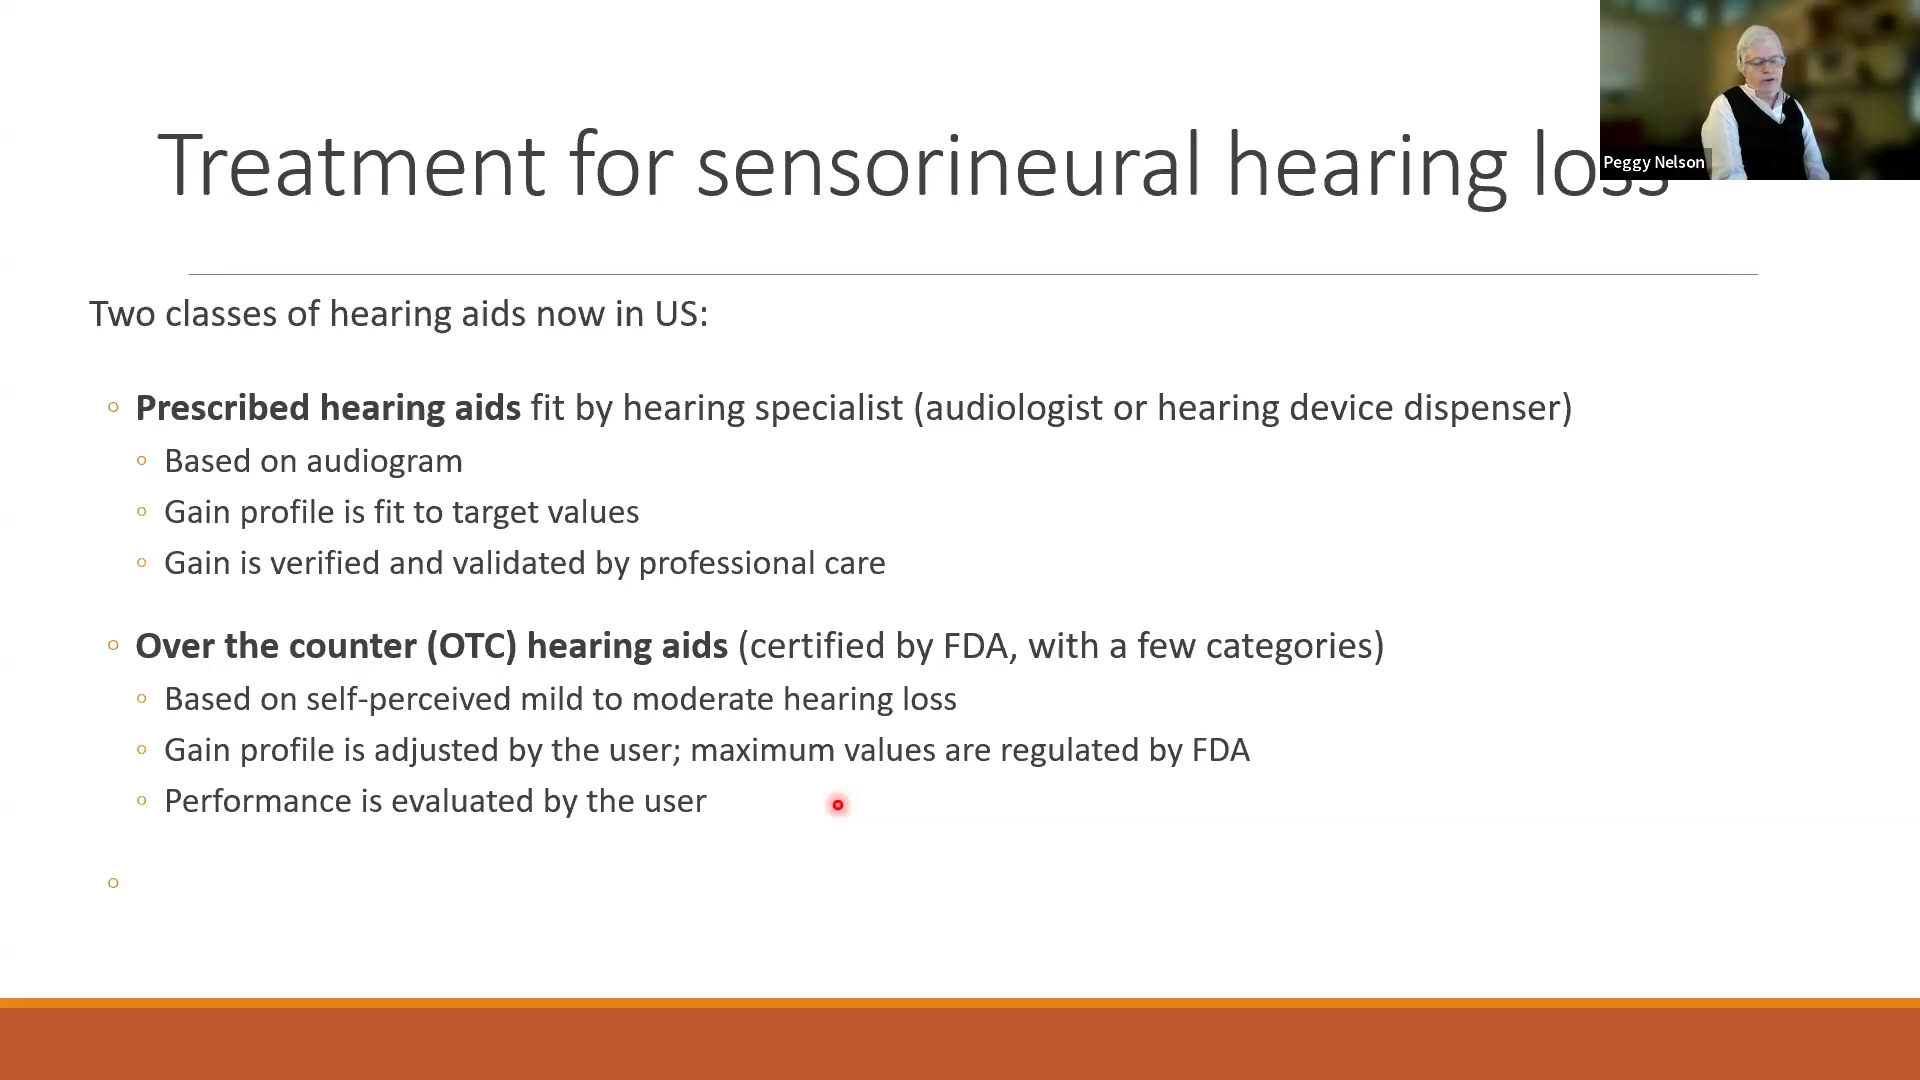 Treatment for sensorineural hearing loss
Peggy Nelson
Two classes of hearing aids now in US:
Prescribed hearing aids fit by hearing specialist (audiologist or hearing device dispenser)
Based on audiogram
Gain profile is fit to target values
Gain is verified and validated by professional care
Over the counter (OTC) hearing aids (certified by FDA, with a few categories)
Based on self-perceived mild to moderate hearing loss
Gain profile is adjusted by the user; maximum values are regulated by FDA
Performance is evaluated by the user